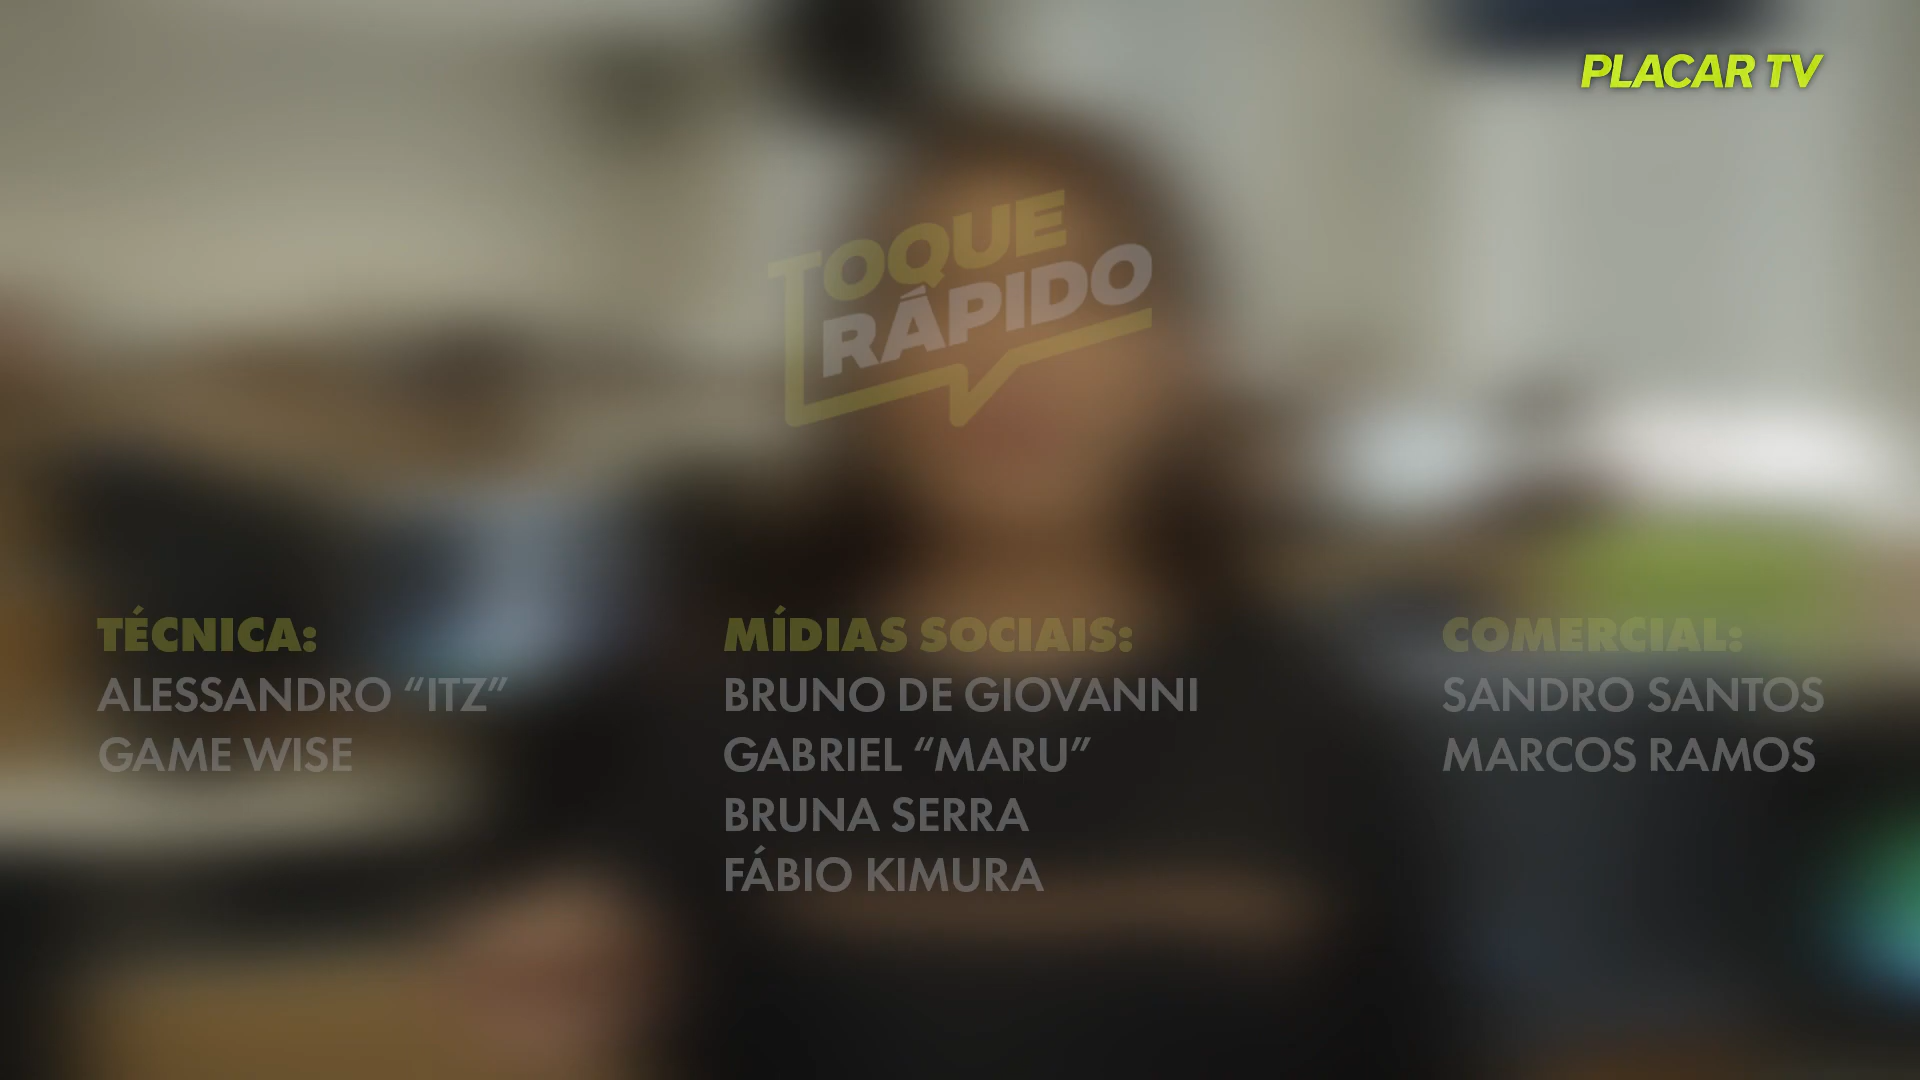 PLACAR TV
TOQUE
RÁPIDO
TÉCNICA:
ALESSANDRO “ITZ”
GAME WISE
MÍDIAS SOCIAIS:
BRUNO DE GIOVANNI
GABRIEL “MARU”
BRUNA SERRA
FÁBIO KIMURA
COMERCIAL:
SANDRO SANTOS
MARCOS RAMOS